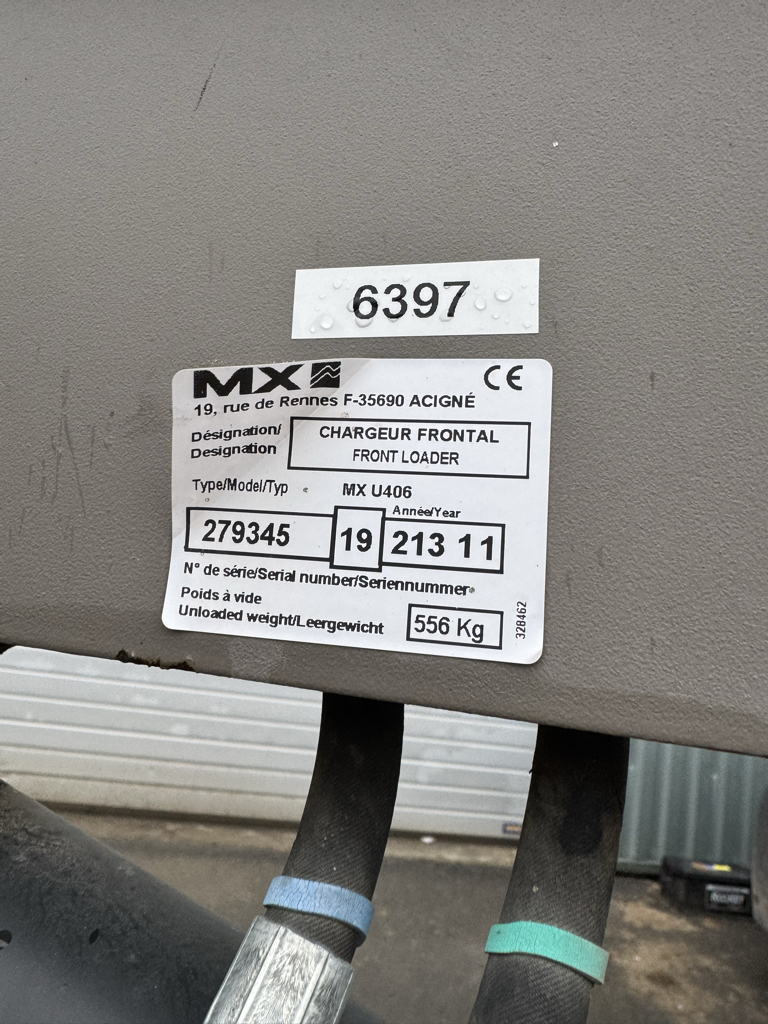 6397
MX
CE
19, rue de Rennes F-35690 ACIGNÉ
Désignation/
Designation
CHARGEUR FRONTAL
FRONT LOADER
Type/Model/Typ
MX U406
Année/Year
279345
19
213 11
N° de série/Serial number/Seriennummer
Poids à vide
Unloaded weight/Leergewicht
556 Kg
328462